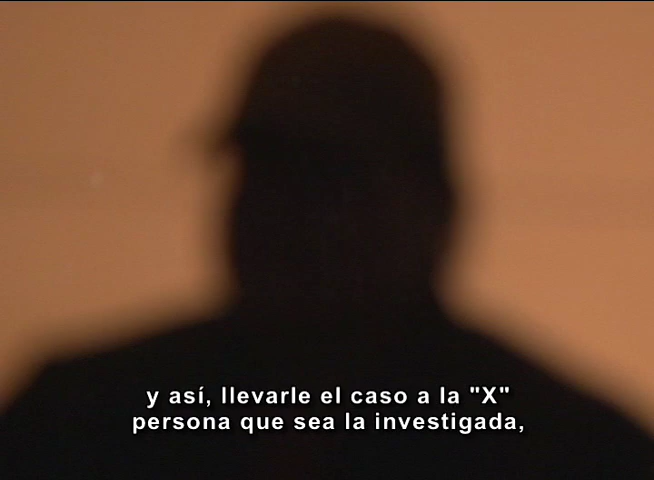 y así, llevarle el caso a la "X"
persona que sea la investigada,